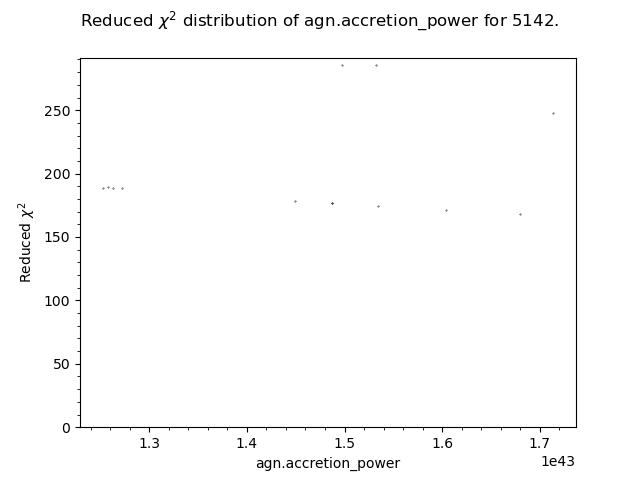 Reduced χ² distribution of agn.accretion_power for 5142.
250
200
150
100
50
0
Reduced χ²
1.3
1.4
1.5
1.6
1.7
1e43
agn.accretion_power